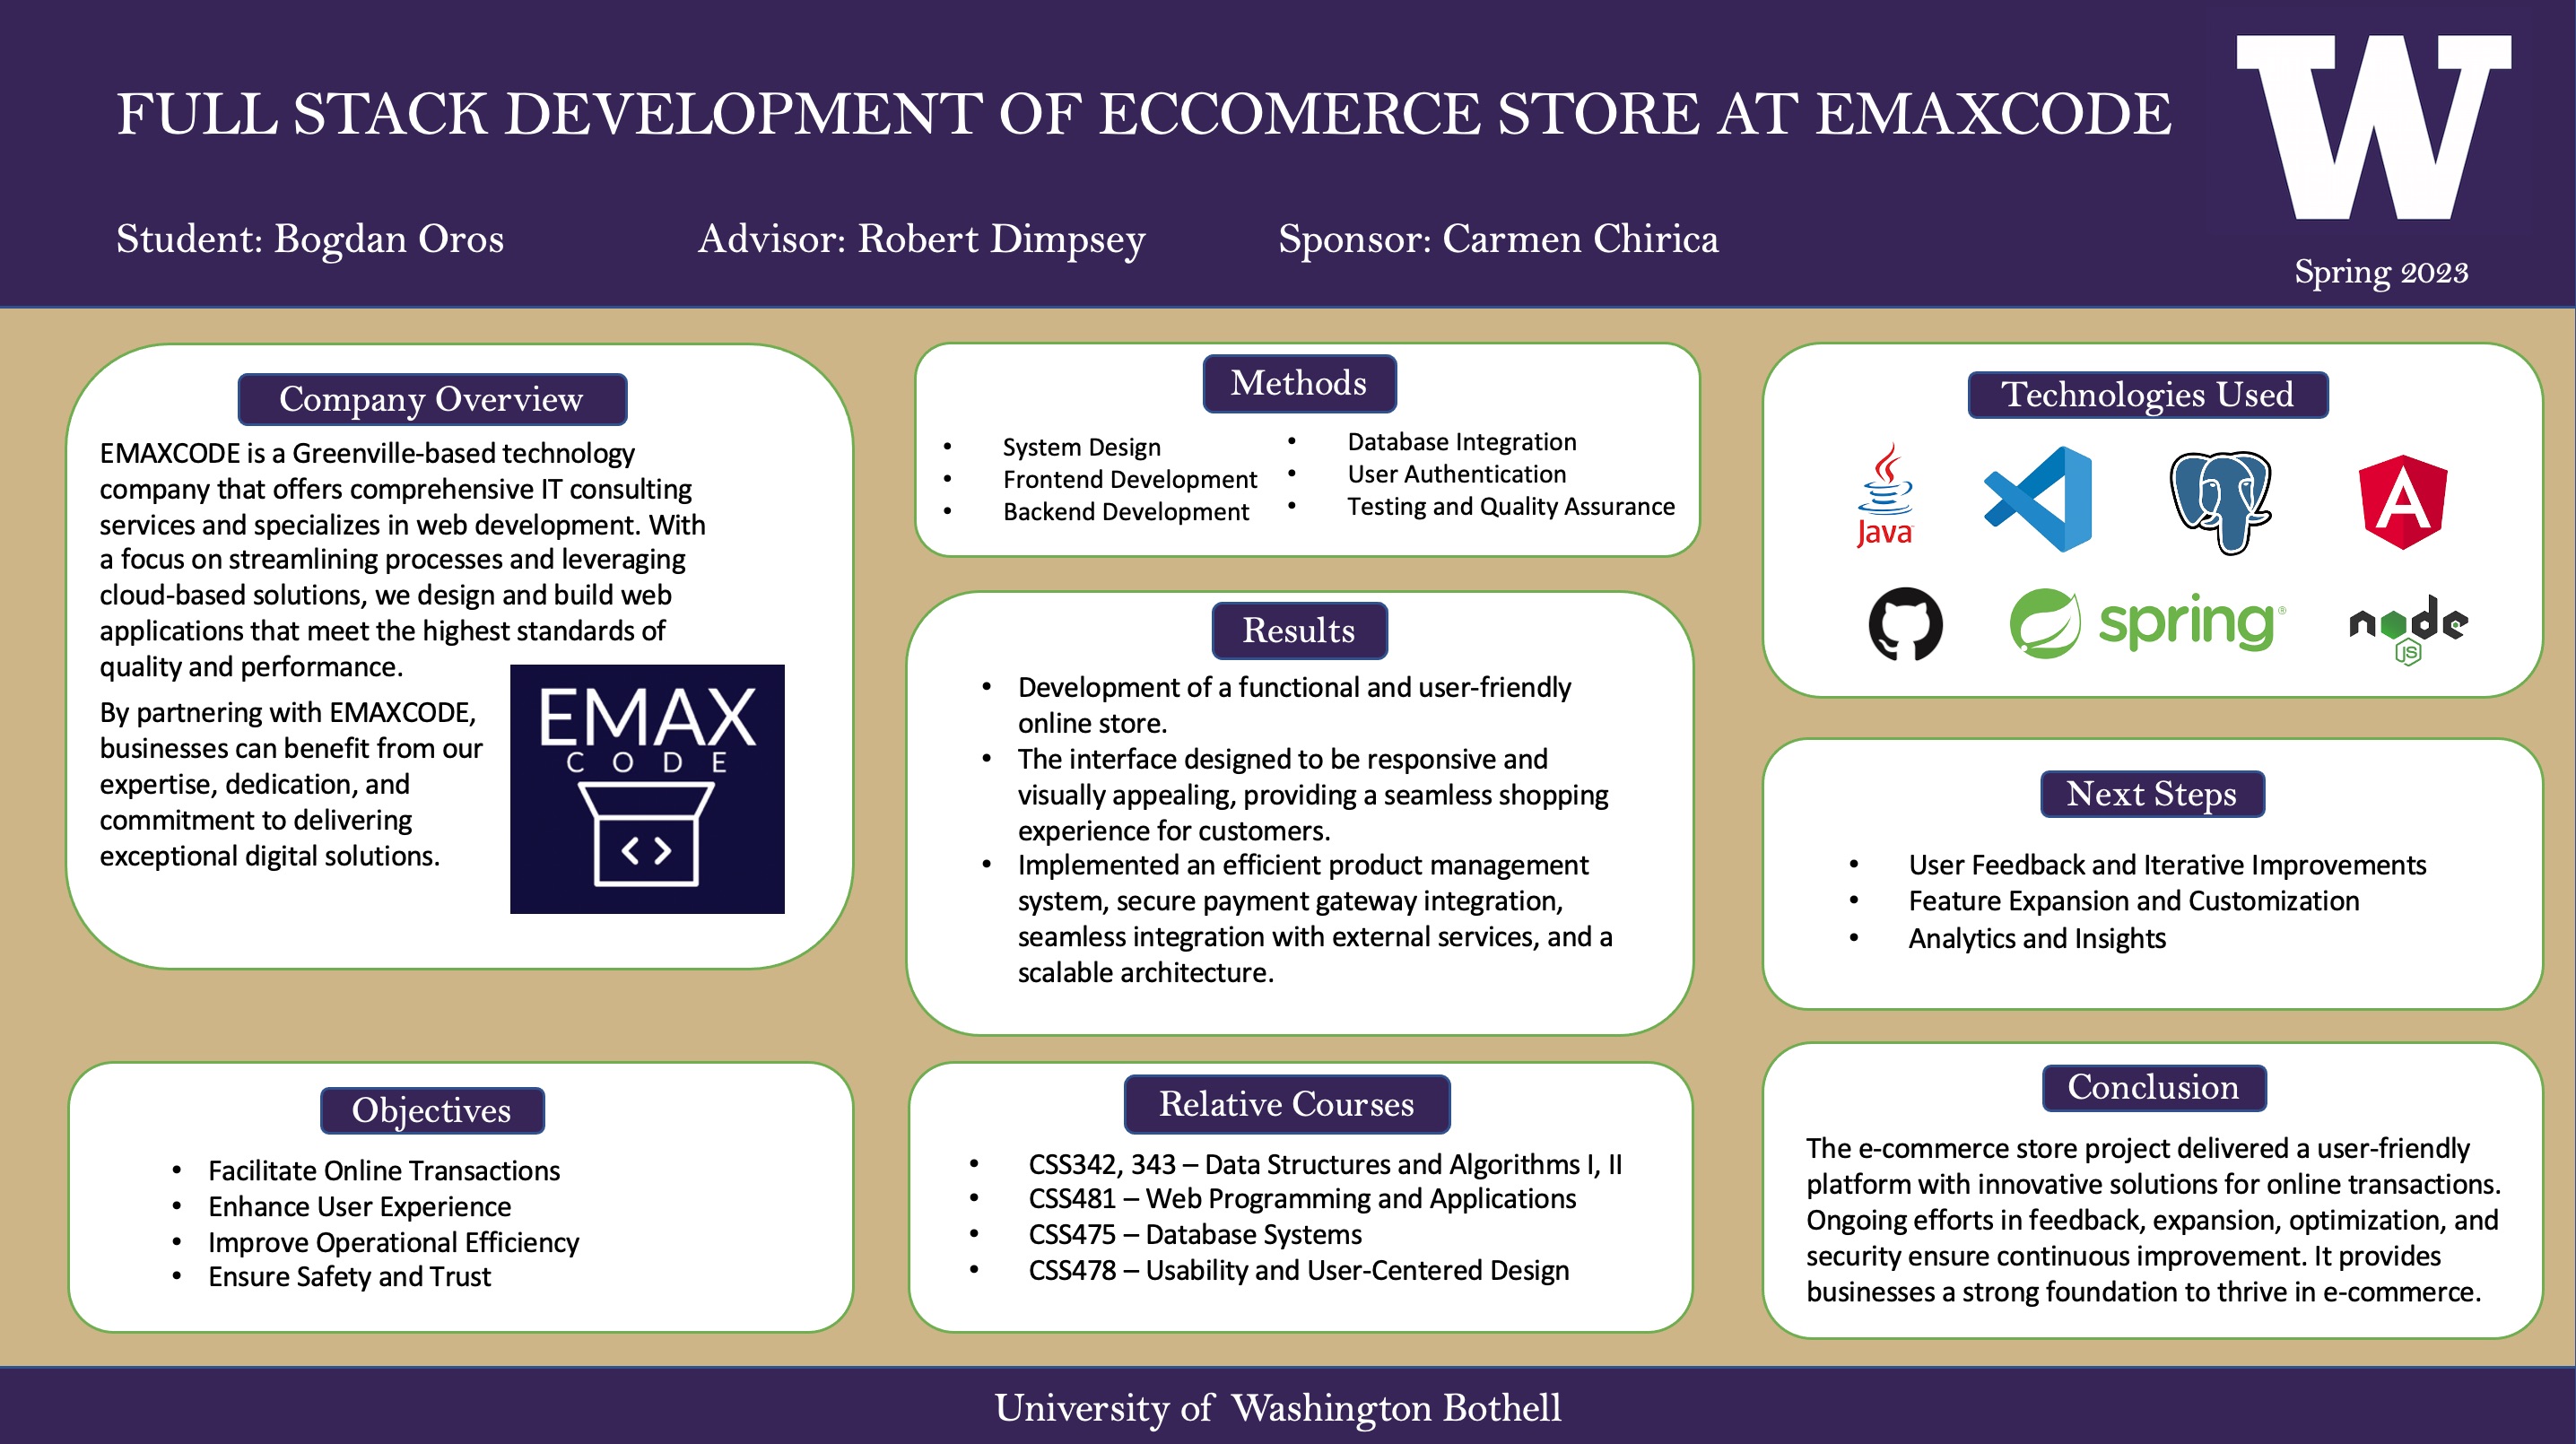 FULL STACK DEVELOPMENT OF ECCOMERCE STORE AT EMAXCODE
W
Student: Bogdan Oros
Advisor: Robert Dimpsey
Sponsor: Carmen Chirica
Spring 2023
Company Overview
EMAXCODE is a Greenville-based technology
company that offers comprehensive IT consulting
services and specializes in web development. With
a focus on streamlining processes and leveraging
cloud-based solutions, we design and build web
applications that meet the highest standards of
quality and performance.
By partnering with EMAXCODE,
businesses can benefit from our
expertise, dedication, and
commitment to delivering
exceptional digital solutions.
EMAX
CODE
< >
Objectives
• Facilitate Online Transactions
• Enhance User Experience
• Improve Operational Efficiency
• Ensure Safety and Trust
Methods
• System Design
• Frontend Development
• Backend Development
• Database Integration
• User Authentication
• Testing and Quality Assurance
Results
• Development of a functional and user-friendly
online store.
• The interface designed to be responsive and
visually appealing, providing a seamless shopping
experience for customers.
• Implemented an efficient product management
system, secure payment gateway integration,
seamless integration with external services, and a
scalable architecture.
Relative Courses
• CSS342, 343 – Data Structures and Algorithms I, II
• CSS481 – Web Programming and Applications
• CSS475 – Database Systems
• CSS478 – Usability and User-Centered Design
Technologies Used
Java
A
spring®
node
JS
Next Steps
• User Feedback and Iterative Improvements
• Feature Expansion and Customization
• Analytics and Insights
Conclusion
The e-commerce store project delivered a user-friendly
platform with innovative solutions for online transactions.
Ongoing efforts in feedback, expansion, optimization, and
security ensure continuous improvement. It provides
businesses a strong foundation to thrive in e-commerce.
University of Washington Bothell